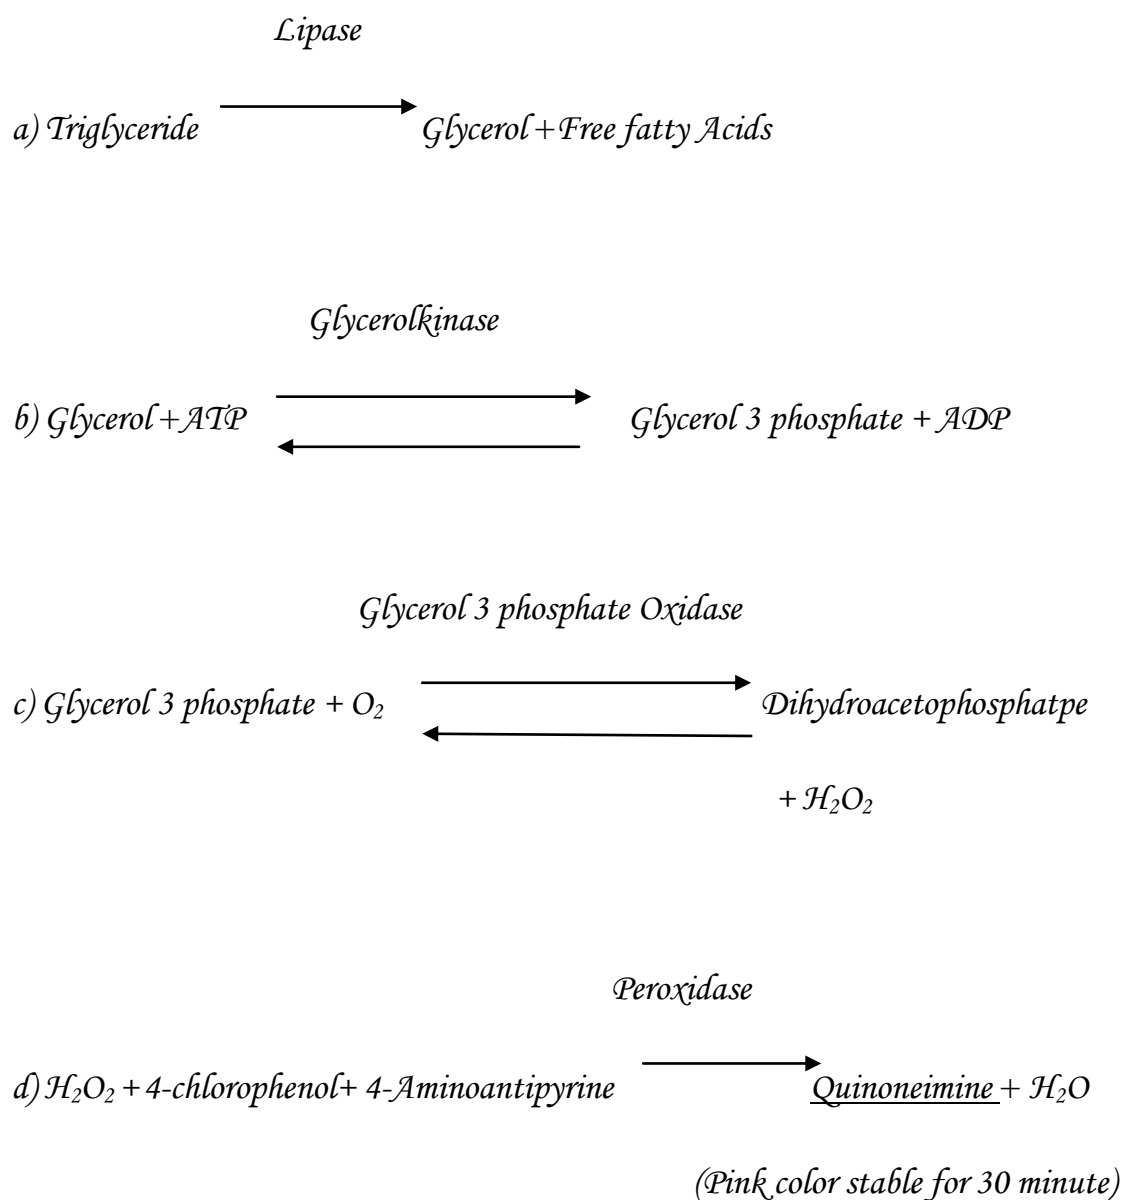 Lipase
a) Triglyceride Glycerol+Free fatty Acids
Glycerolkinase
b) Glycerol+ATP Glycerol 3 phosphate + ADP
Glycerol 3 phosphate Oxidase
c) Glycerol 3 phosphate + O₂ Dihydroacetophosphatpe
+ H₂O₂
Peroxidase
d) H₂O₂ + 4-chlorophenol+ 4-Aminoantipyrine Quinoneimine + H₂O
(Pink color stable for 30 minute)